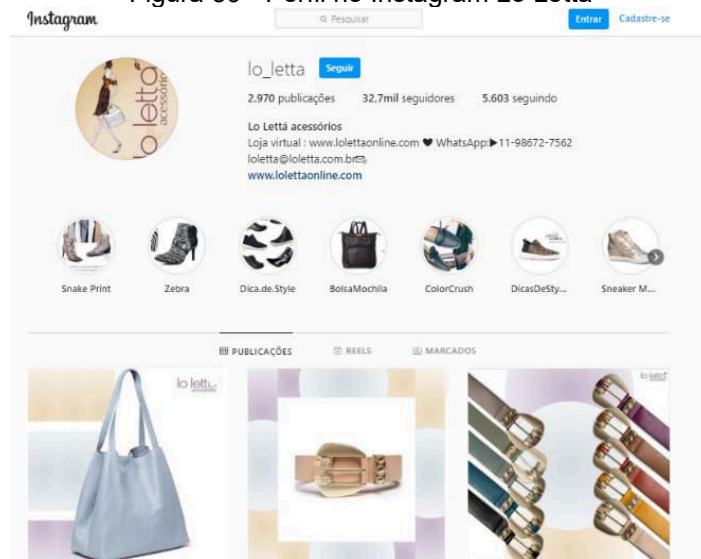 Perfil no Instagram Lo Letta
Instagram
Pesquisar
Entrar
Cadastre-se
lo letta
acessórios
lo_letta
Seguir
2.970 publicações 32,7mil seguidores 5.603 seguindo
Lo Lettá acessórios
Loja virtual : www.lolettaonline.com ♥ WhatsApp:▶11-98672-7562
loletta@loletta.com.br
www.lolettaonline.com
Snake Print
Zebra
Dica.de.Style
BolsaMochila
ColorCrush
DicasDeSty...
Sneaker M...
PUBLICAÇÕES
REELS
MARCADOS
lo letta
lo letta